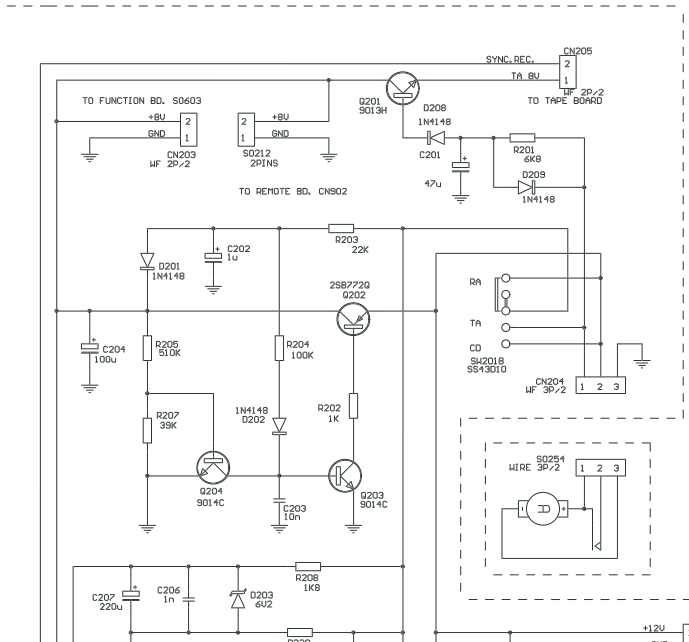 CN205
SYNC.REC.
2
TA 8V
1
WF 2P/2
TO TAPE BOARD
Q201
9013H
D208
1N4148
C201
+
47u
R201
6K8
D209
1N4148
TO FUNCTION BD. SO603
+8V
2
GND
1
CN203
WF 2P/2
2
+8V
1
GND
SO212
2PINS
TO REMOTE BD. CN902
D201
1N4148
+
C202
1u
R203
22K
2SB772Q
Q202
RA
TA
CD
SW201B
SS43D10
CN204
WF 3P/2
1 2 3
+
C204
100u
R205
510K
R204
100K
R207
39K
1N4148
D202
R202
1K
Q204
9014C
C203
10n
Q203
9014C
SO254
WIRE 3P/2
1 2 3
-
+
R208
1K8
C207
220u
+
C206
1n
D203
6V2
+12V